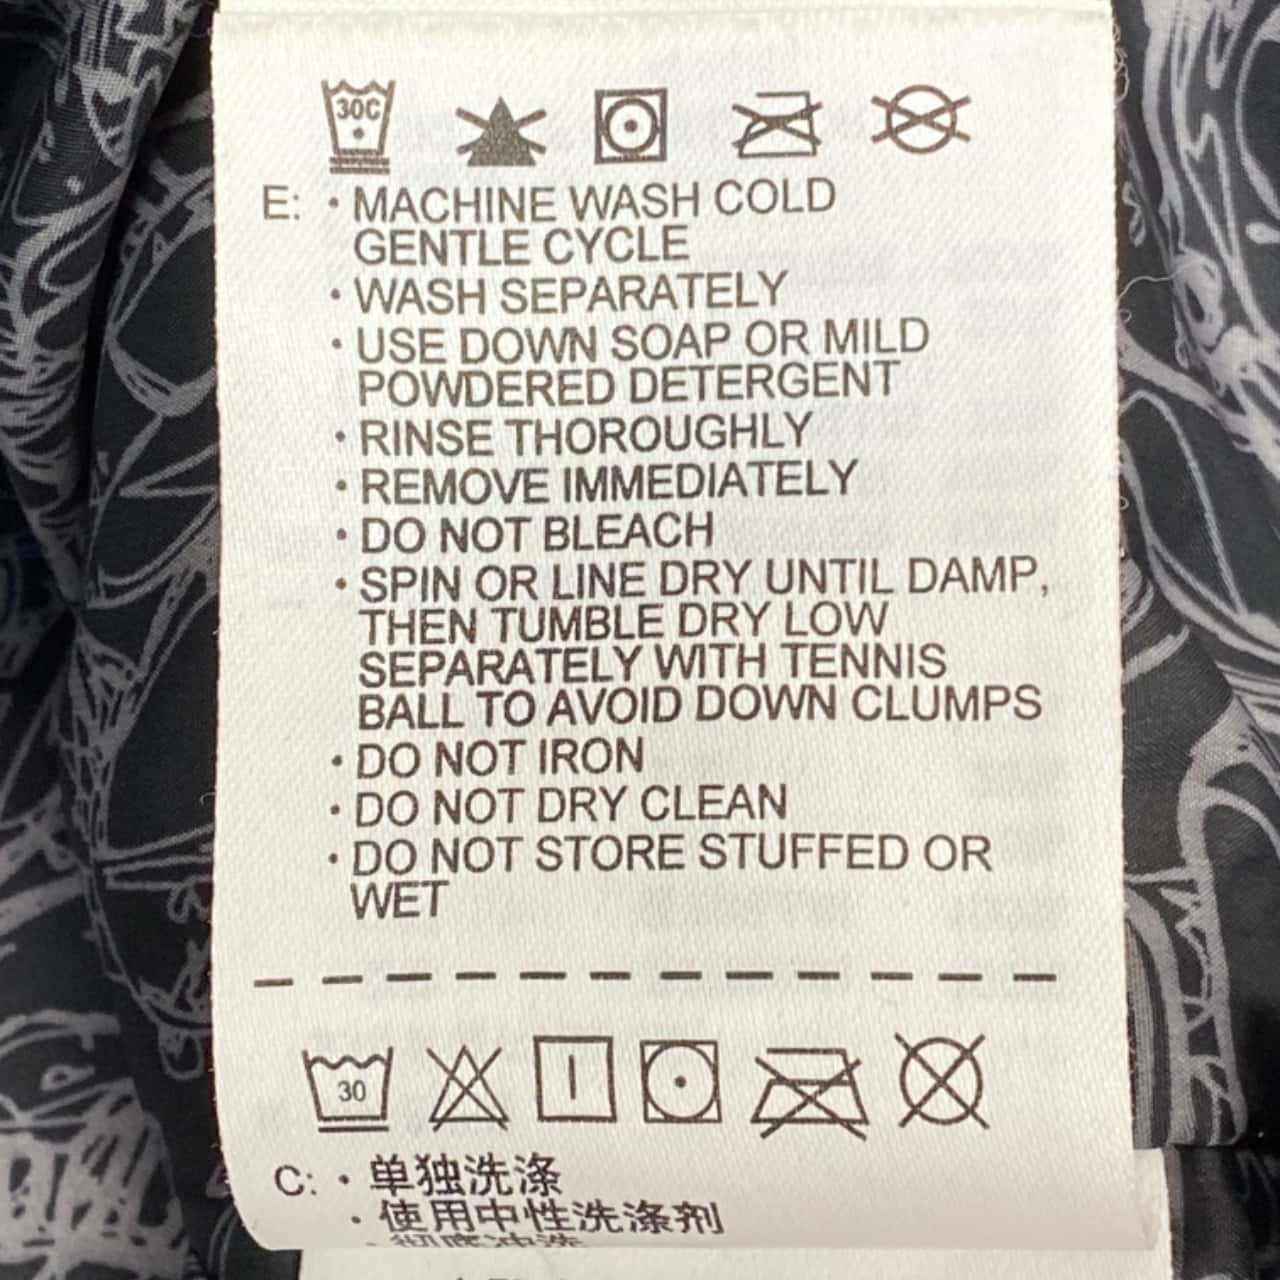 30C
E: • MACHINE WASH COLD
GENTLE CYCLE
• WASH SEPARATELY
• USE DOWN SOAP OR MILD
POWDERED DETERGENT
• RINSE THOROUGHLY
• REMOVE IMMEDIATELY
• DO NOT BLEACH
• SPIN OR LINE DRY UNTIL DAMP,
THEN TUMBLE DRY LOW
SEPARATELY WITH TENNIS
BALL TO AVOID DOWN CLUMPS
• DO NOT IRON
• DO NOT DRY CLEAN
• DO NOT STORE STUFFED OR
WET
30
C: • 单独洗涤
• 使用中性洗涤剂